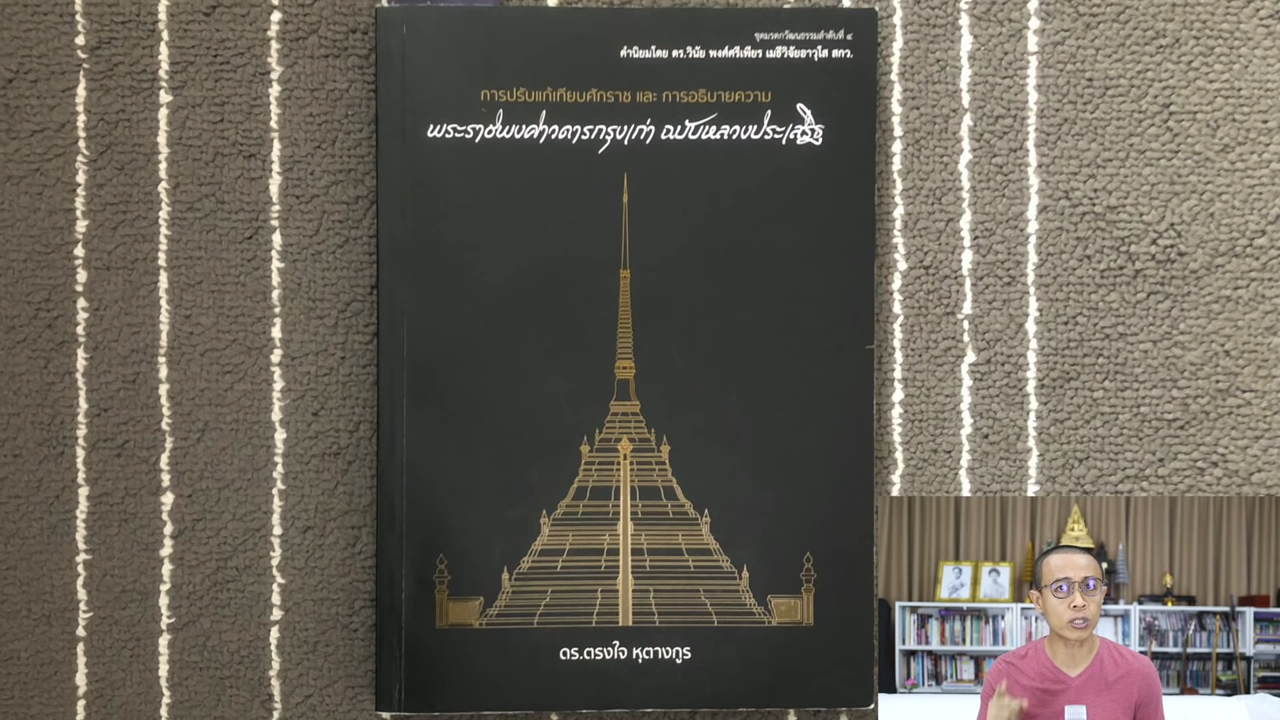 ชุดมรดกวัฒนธรรมลำดับที่ ๔
คำนิยมโดย ดร.วินัย พงศ์ศรีเพียร เมธีวิจัยอาวุโส สกว.
การปรับแก้เทียบศักราช และ การอธิบายความ
พระราชพงศาวดารกรุงเก่า ฉบับหลวงประเสริฐ
ดร.ตรงใจ หุตางกูร